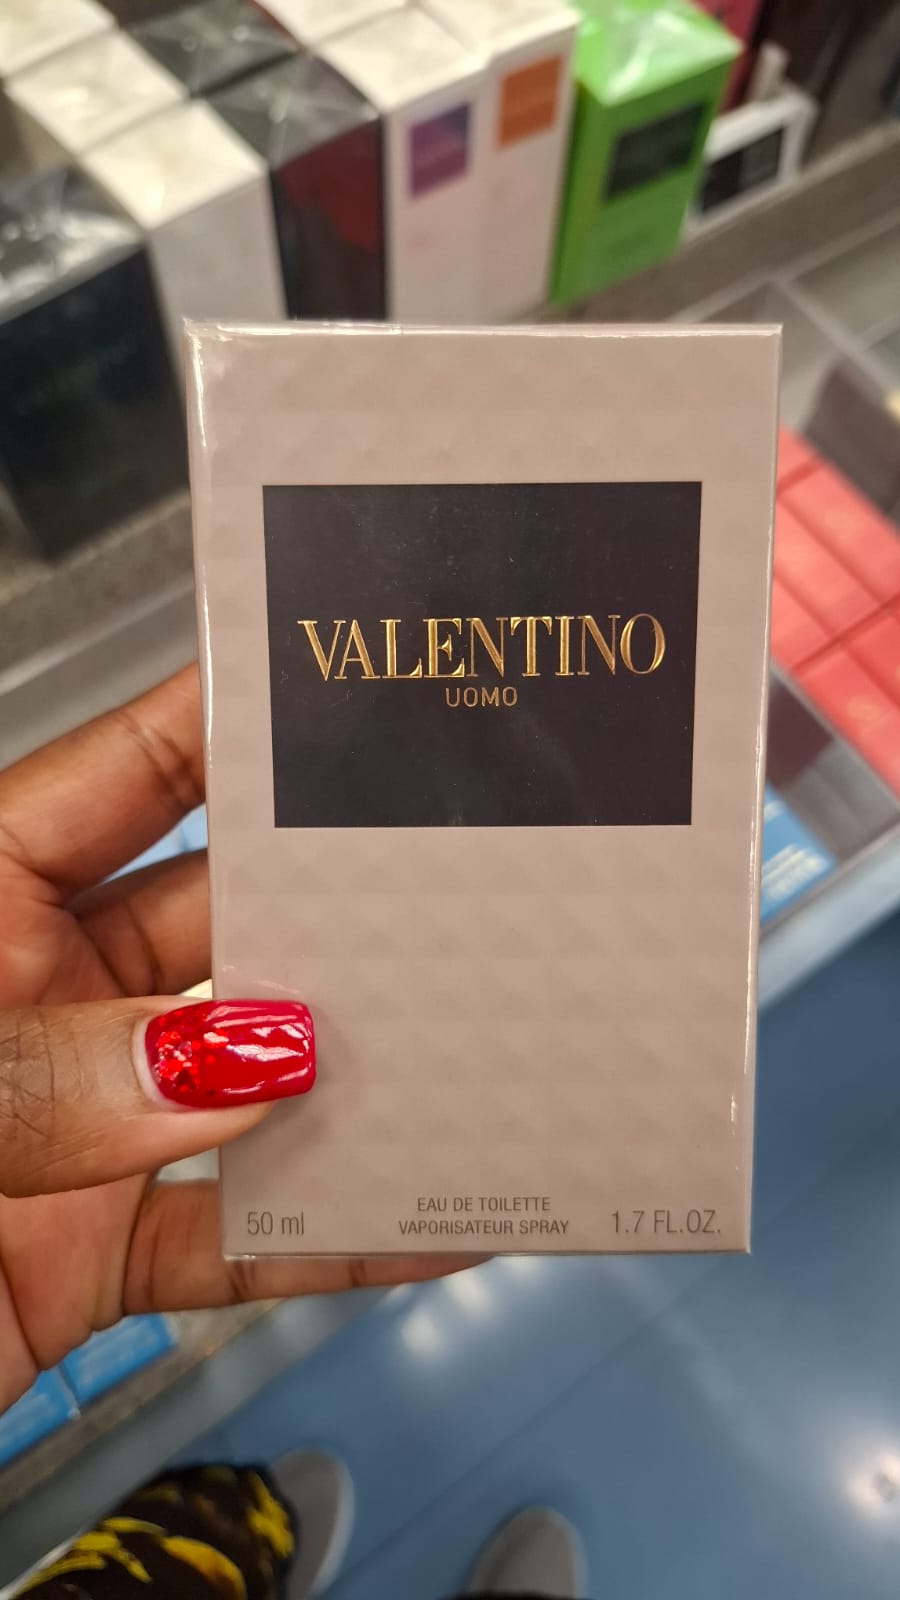 VALENTINO
UOMO
50 ml
EAU DE TOILETTE
VAPORISATEUR SPRAY
1.7 FL.OZ.